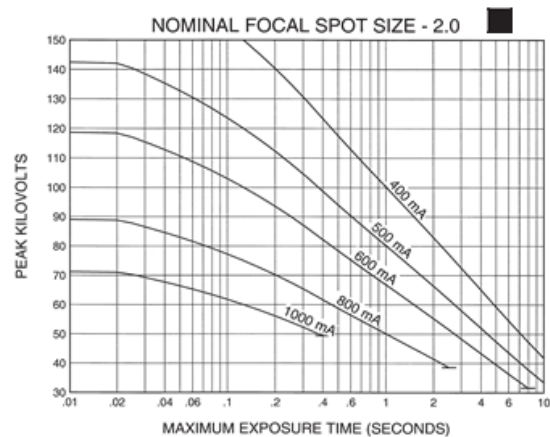 NOMINAL FOCAL SPOT SIZE - 2.0
150
140
130
120
110
100
90
80
70
60
50
40
30
PEAK KILOVOLTS
400 mA
500 mA
600 mA
800 mA
1000 mA
.01 .02 .04 .06 .1 .2 .4 .6 1 2 4 6 10
MAXIMUM EXPOSURE TIME (SECONDS)